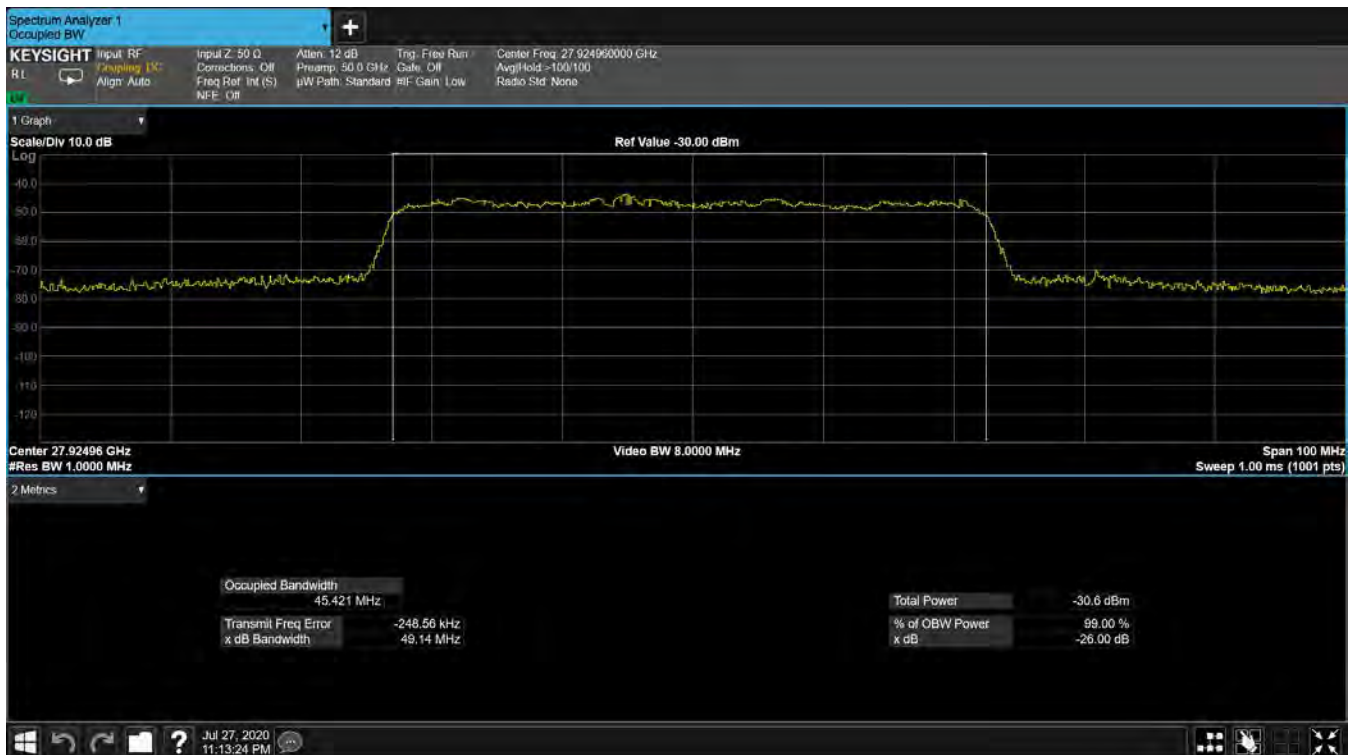 Spectrum Analyzer 1
Occupied BW
KEYSIGHT
Input: RF
Coupling: DC
Align: Auto
Input Z: 50 Ω
Corrections: Off
Freq Ref: Int (S)
NFE: Off
Atten: 12 dB
Preamp: 50.0 GHz
µW Path: Standard
Trig: Free Run
Gate: Off
#IF Gain: Low
Center Freq: 27.924960000 GHz
Avg|Hold:>100/100
Radio Std: None
1 Graph
Scale/Div 10.0 dB
Ref Value -30.00 dBm
Log
-40.0
-70.0
-120
Center 27.92496 GHz
#Res BW 1.0000 MHz
Video BW 8.0000 MHz
Span 100 MHz
Sweep 1.00 ms (1001 pts)
2 Metrics
Occupied Bandwidth
45.421 MHz
Transmit Freq Error -248.56 kHz
x dB Bandwidth 49.14 MHz
Total Power -30.6 dBm
% of OBW Power 99.00 %
x dB -26.00 dB
Jul 27, 2020
11:13:24 PM